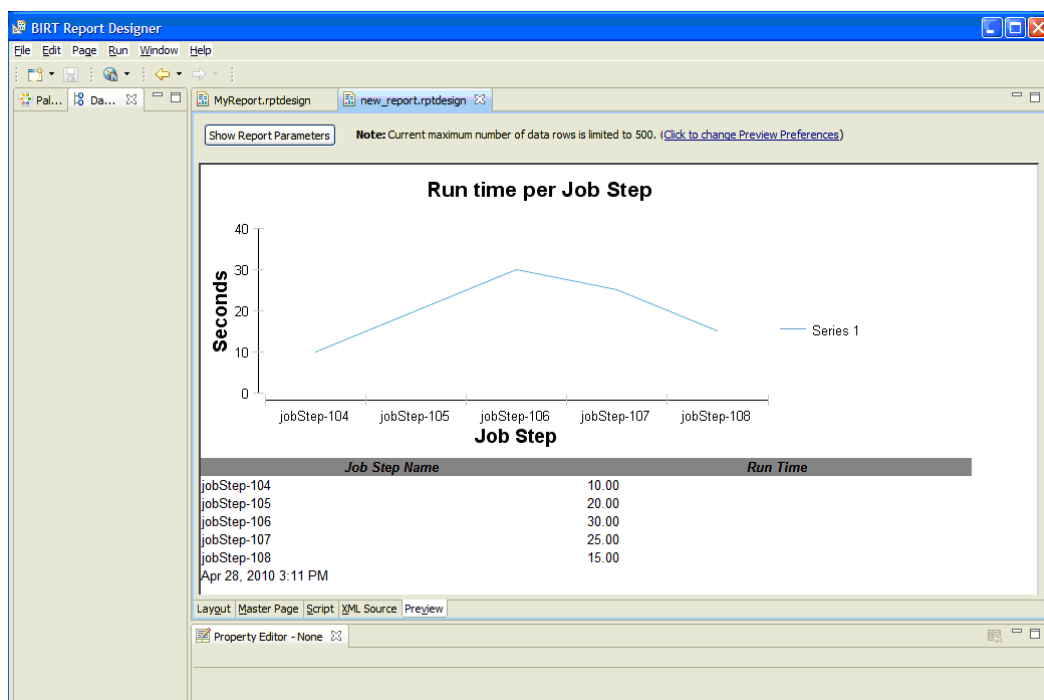 BIRT Report Designer
File Edit Page Run Window Help
Pal... Da... MyReport.rptdesign new_report.rptdesign
Show Report Parameters Note: Current maximum number of data rows is limited to 500. (Click to change Preview Preferences)
Run time per Job Step
40
30
20
10
0
Seconds
Series 1
jobStep-104 jobStep-105 jobStep-106 jobStep-107 jobStep-108
Job Step
Job Step Name Run Time
jobStep-104 10.00
jobStep-105 20.00
jobStep-106 30.00
jobStep-107 25.00
jobStep-108 15.00
Apr 28, 2010 3:11 PM
Layout Master Page Script XML Source Preview
Property Editor - None